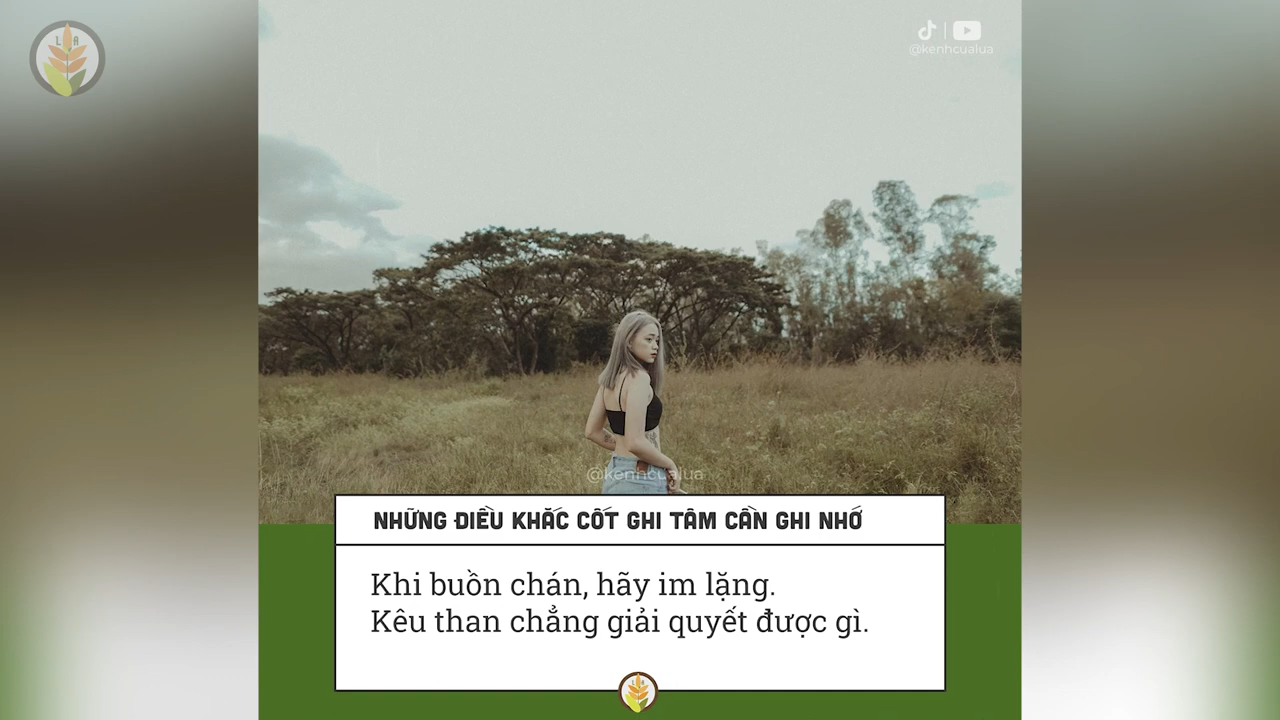 L A
@kenhcualua
@kenhcualua
NHỮNG ĐIỀU KHẮC CỐT GHI TÂM CẦN GHI NHỚ
Khi buồn chán, hãy im lặng.
Kêu than chẳng giải quyết được gì.
L A